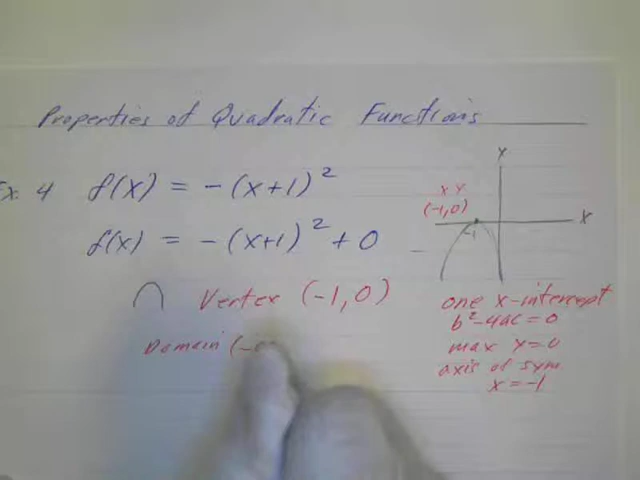 Properties of Quadratic Functions
Ex. 4 f(x) = -(x+1)²
f(x) = -(x+1)² + 0
Vertex (-1,0)
Domain (-
Y
X
X Y
(-1,0)
-1
one x-intercept
b²-4ac=0
max y=0
axis of sym
x = -1